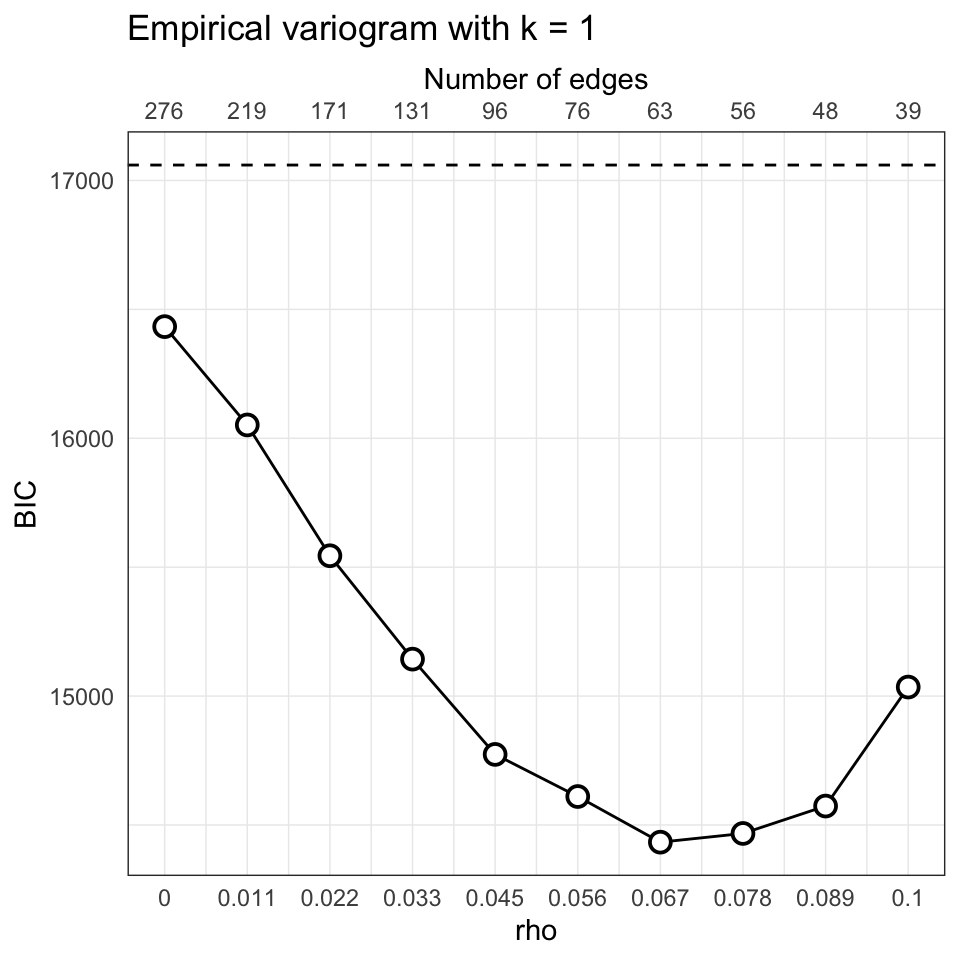 Empirical variogram with k = 1
Number of edges
276 219 171 131 96 76 63 56 48 39
17000
16000
15000
BIC
0 0.011 0.022 0.033 0.045 0.056 0.067 0.078 0.089 0.1
rho